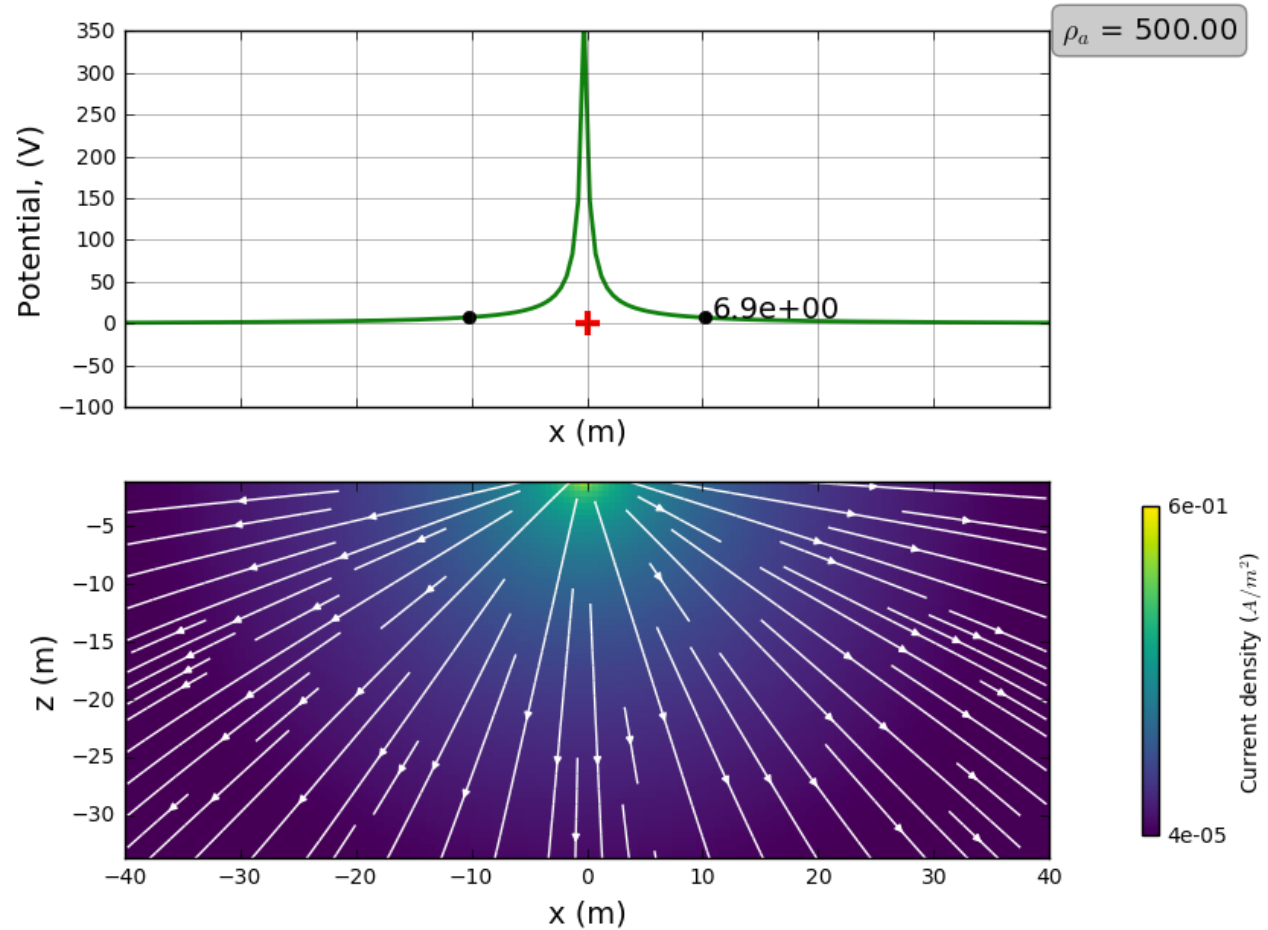 ρa = 500.00
350
300
250
200
150
100
50
0
−50
−100
Potential, (V)
6.9e+00
x (m)
−5
−10
−15
−20
−25
−30
z (m)
−40 −30 −20 −10 0 10 20 30 40
x (m)
6e-01
4e-05
Current density (A/m²)